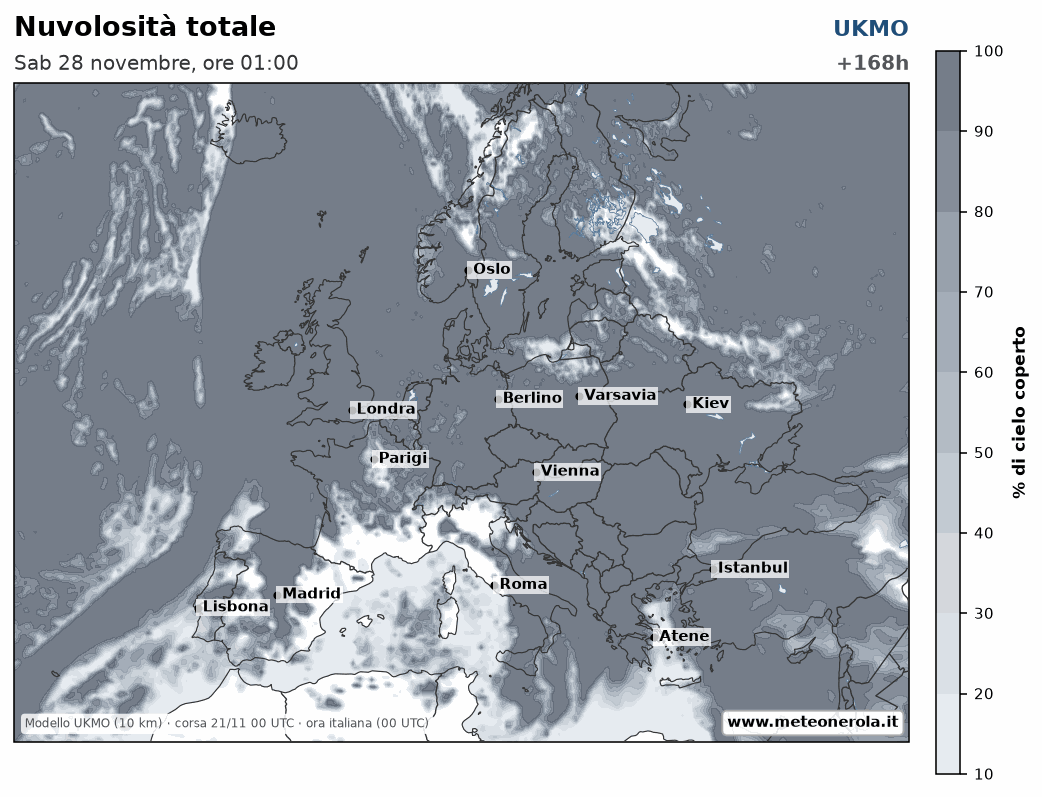 Nuvolosità totale
UKMO
Sab 28 novembre, ore 01:00
+168h
100
90
80
70
60
50
40
30
20
10
% di cielo coperto
Oslo
Berlino
Varsavia
Kiev
Londra
Parigi
Vienna
Istanbul
Roma
Madrid
Lisbona
Atene
Modello UKMO (10 km) · corsa 21/11 00 UTC · ora italiana (00 UTC)
www.meteonerola.it